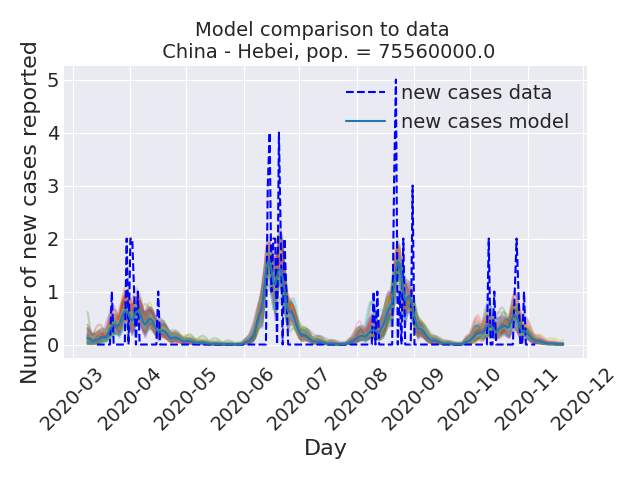 Model comparison to data
China - Hebei, pop. = 75560000.0
Number of new cases reported
5
4
3
2
1
0
new cases data
new cases model
2020-03
2020-04
2020-05
2020-06
2020-07
2020-08
2020-09
2020-10
2020-11
2020-12
Day